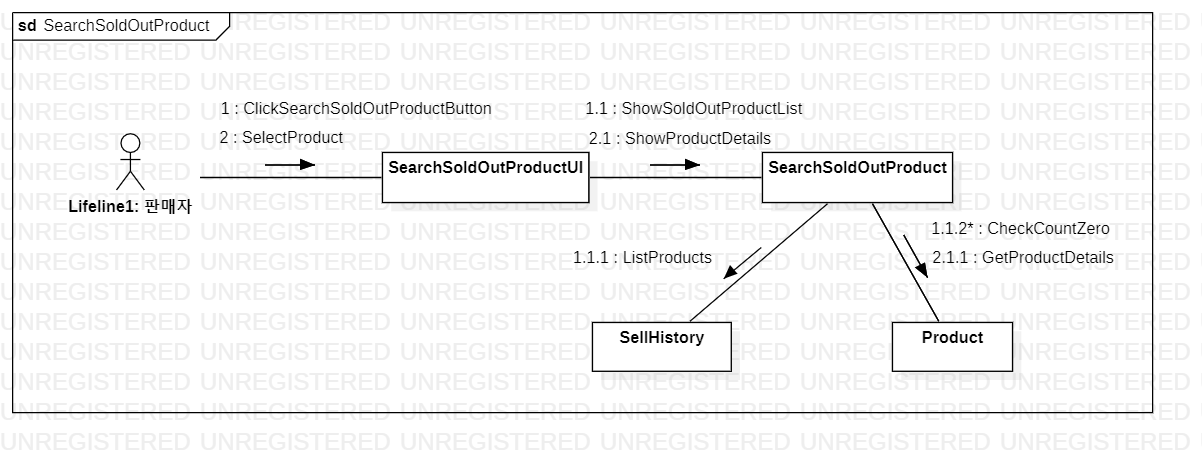 sd SearchSoldOutProduct
1 : ClickSearchSoldOutProductButton
2 : SelectProduct
1.1 : ShowSoldOutProductList
2.1 : ShowProductDetails
Lifeline1: 판매자
SearchSoldOutProductUI
SearchSoldOutProduct
1.1.1 : ListProducts
1.1.2* : CheckCountZero
2.1.1 : GetProductDetails
SellHistory
Product
UNREGISTERED